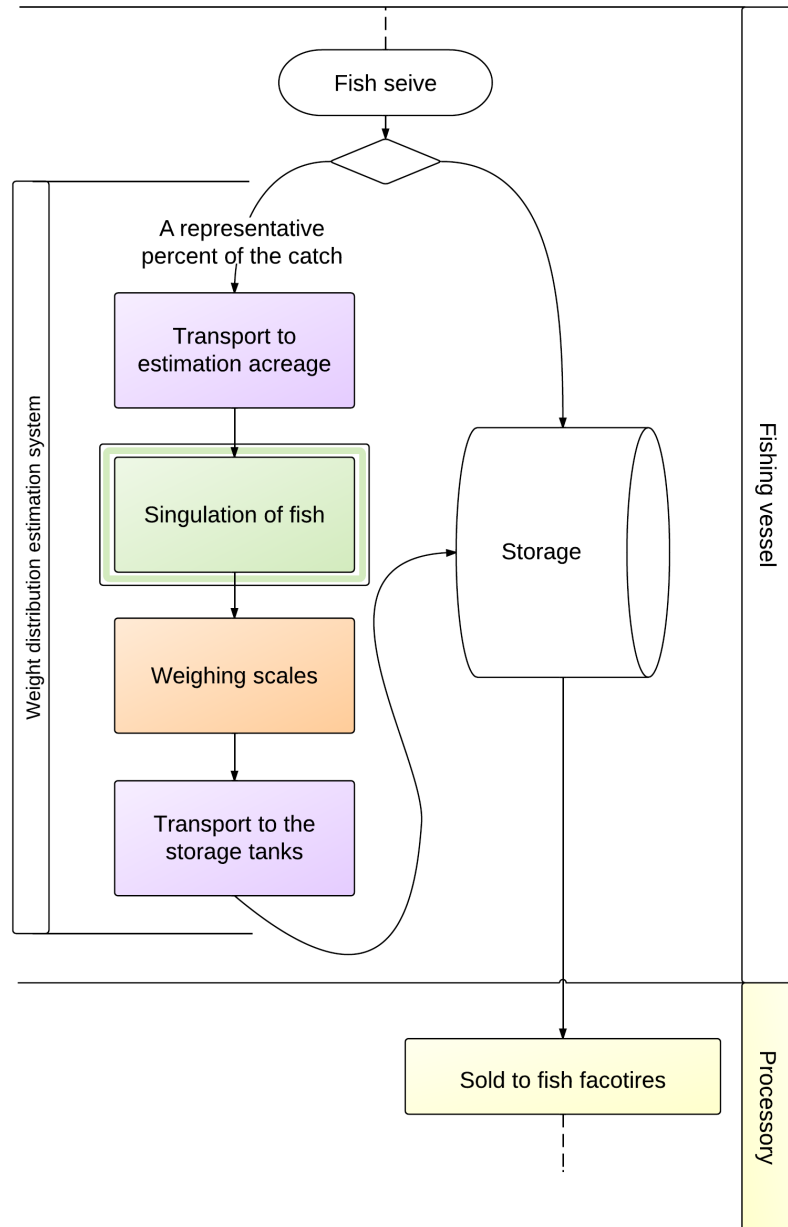 Fish seive
A representative
percent of the catch
Transport to
estimation acreage
Singulation of fish
Weighing scales
Transport to the
storage tanks
Weight distribution estimation system
Storage
Fishing vessel
Sold to fish facotires
Processory